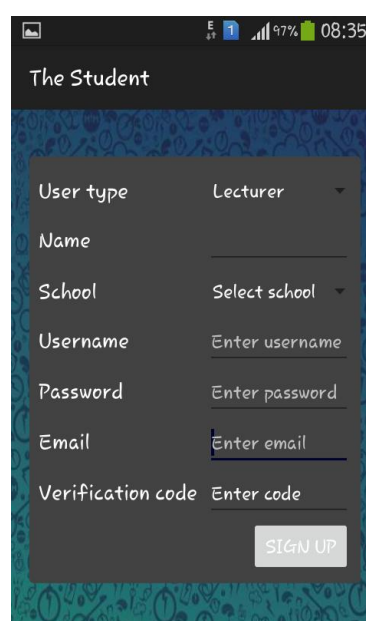 E 1 97% 08:35
The Student
User type Lecturer
Name
School Select school
Username Enter username
Password Enter password
Email Enter email
Verification code Enter code
SIGN UP